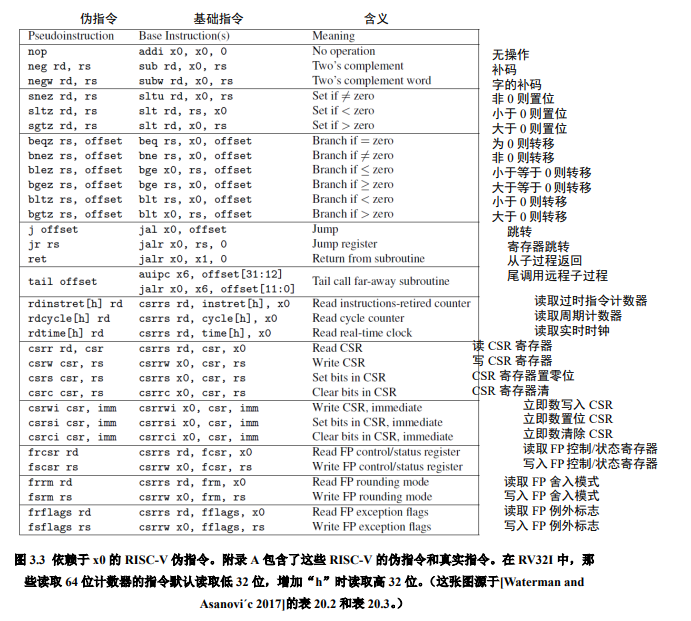 伪指令 基础指令 含义
Pseudoinstruction Base Instruction(s) Meaning
nop addi x0, x0, 0 No operation 无操作
neg rd, rs sub rd, x0, rs Two's complement 补码
negw rd, rs subw rd, x0, rs Two's complement word 字的补码
snez rd, rs sltu rd, x0, rs Set if ≠ zero 非 0 则置位
sltz rd, rs slt rd, rs, x0 Set if < zero 小于 0 则置位
sgtz rd, rs slt rd, x0, rs Set if > zero 大于 0 则置位
beqz rs, offset beq rs, x0, offset Branch if = zero 为 0 则转移
bnez rs, offset bne rs, x0, offset Branch if ≠ zero 非 0 则转移
blez rs, offset bge x0, rs, offset Branch if ≤ zero 小于等于 0 则转移
bgez rs, offset bge rs, x0, offset Branch if ≥ zero 大于等于 0 则转移
bltz rs, offset blt rs, x0, offset Branch if < zero 小于 0 则转移
bgtz rs, offset blt x0, rs, offset Branch if > zero 大于 0 则转移
j offset jal x0, offset Jump 跳转
jr rs jalr x0, rs, 0 Jump register 寄存器跳转
ret jalr x0, x1, 0 Return from subroutine 从子过程返回
tail offset auipc x6, offset[31:12] Tail call far-away subroutine 尾调用远程子过程
jalr x0, x6, offset[11:0]
rdinstret[h] rd csrrs rd, instret[h], x0 Read instructions-retired counter 读取过时指令计数器
rdcycle[h] rd csrrs rd, cycle[h], x0 Read cycle counter 读取周期计数器
rdtime[h] rd csrrs rd, time[h], x0 Read real-time clock 读取实时时钟
csrr rd, csr csrrs rd, csr, x0 Read CSR 读 CSR 寄存器
csrw csr, rs csrrw x0, csr, rs Write CSR 写 CSR 寄存器
csrs csr, rs csrrs x0, csr, rs Set bits in CSR CSR 寄存器置零位
csrc csr, rs csrrc x0, csr, rs Clear bits in CSR CSR 寄存器清
csrwi csr, imm csrrwi x0, csr, imm Write CSR, immediate 立即数写入 CSR
csrsi csr, imm csrrsi x0, csr, imm Set bits in CSR, immediate 立即数置位 CSR
csrci csr, imm csrrci x0, csr, imm Clear bits in CSR, immediate 立即数清除 CSR
frcsr rd csrrs rd, fcsr, x0 Read FP control/status register 读取 FP 控制/状态寄存器
fscsr rs csrrw x0, fcsr, rs Write FP control/status register 写入 FP 控制/状态寄存器
frrm rd csrrs rd, frm, x0 Read FP rounding mode 读取 FP 舍入模式
fsrm rs csrrw x0, frm, rs Write FP rounding mode 写入 FP 舍入模式
frflags rd csrrs rd, fflags, x0 Read FP exception flags 读取 FP 例外标志
fsflags rs csrrw x0, fflags, rs Write FP exception flags 写入 FP 例外标志
图 3.3 依赖于 x0 的 RISC-V 伪指令。附录 A 包含了这些 RISC-V 的伪指令和真实指令。在 RV32I 中，那
些读取 64 位计数器的指令默认读取低 32 位，增加“h”时读取高 32 位。（这张图源于[Waterman and
Asanovi´c 2017]的表 20.2 和表 20.3。）